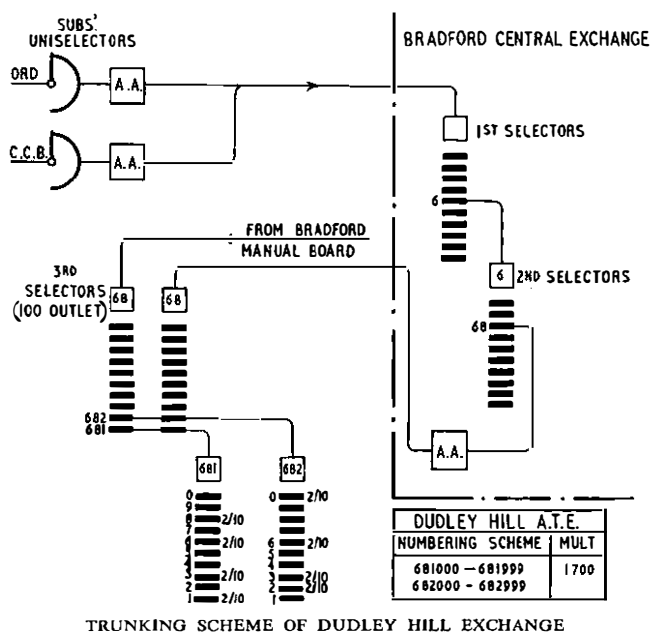 SUBS'.
UNISELECTORS
ORD
A.A.
C.C.B.
A.A.
BRADFORD CENTRAL EXCHANGE
1ST SELECTORS
6
6
2ND SELECTORS
68
A.A.
FROM BRADFORD
MANUAL BOARD
3RD
SELECTORS
(100 OUTLET)
68
68
682
681
681
682
0
9
8 2/10
7
6 2/10
5
4
3 2/10
2
1 2/10
0 2/10
6 2/10
5
4
3 2/10
2 2/10
1
DUDLEY HILL A.T.E.
NUMBERING SCHEME MULT
681000 – 681999 1700
682000 - 682999
TRUNKING SCHEME OF DUDLEY HILL EXCHANGE